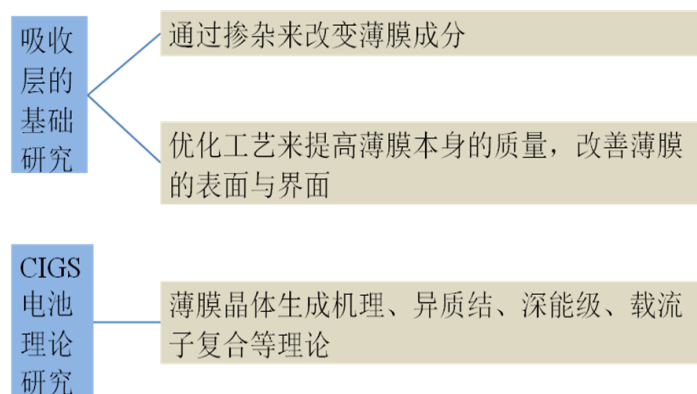 吸收
层的
基础
研究
通过掺杂来改变薄膜成分
优化工艺来提高薄膜本身的质量，改善薄膜
的表面与界面
CIGS
电池
理论
研究
薄膜晶体生成机理、异质结、深能级、载流
子复合等理论